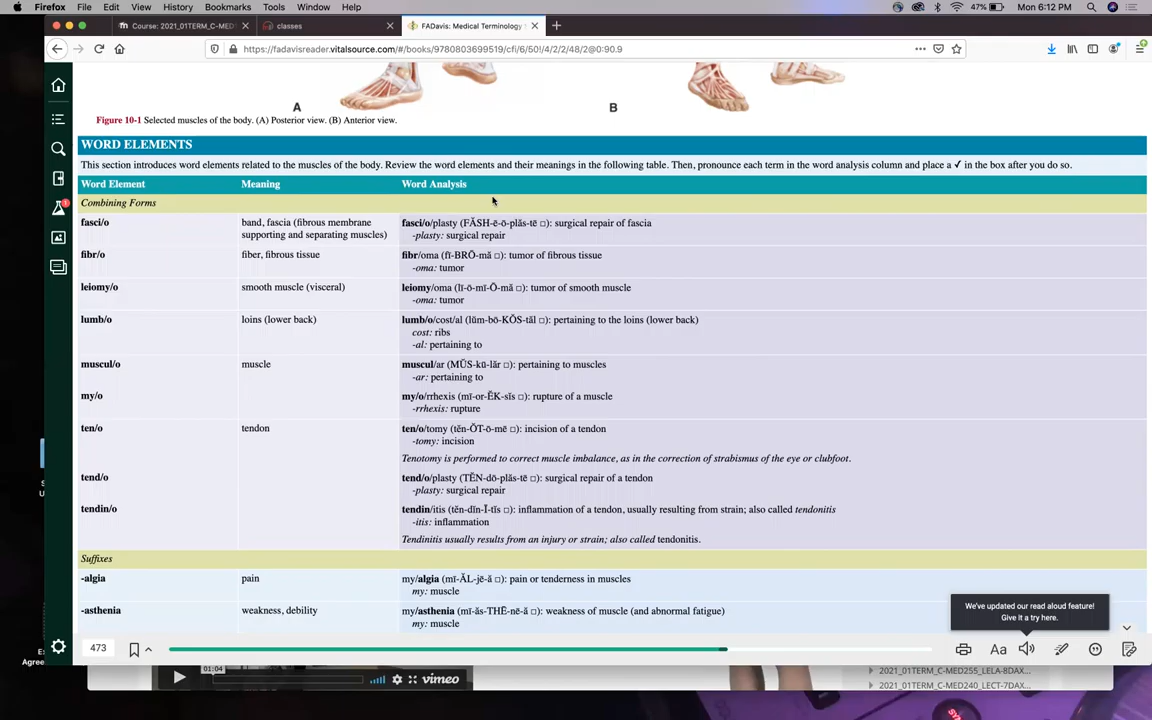 Firefox File Edit View History Bookmarks Tools Window Help 47% Mon 6:12 PM
Course: 2021_01TERM_C-MED classes FADavis: Medical Terminology
https://fadavisreader.vitalsource.com/#/books/9780803699519/cfi/6/60!/4/2/2/48/2@0:90.9
A B
Figure 10-1 Selected muscles of the body. (A) Posterior view. (B) Anterior view.
WORD ELEMENTS
This section introduces word elements related to the muscles of the body. Review the word elements and their meanings in the following table. Then, pronounce each term in the word analysis column and place a ✓ in the box after you do so.
Word Element Meaning Word Analysis
Combining Forms
fasci/o band, fascia (fibrous membrane fasci/o/plasty (FĂSH-ē-ō-plăs-tē □): surgical repair of fascia
supporting and separating muscles) -plasty: surgical repair
fibr/o fiber, fibrous tissue fibr/oma (fī-BRŌ-mă □): tumor of fibrous tissue
-oma: tumor
leiomy/o smooth muscle (visceral) leiomy/oma (lī-ō-mī-Ō-mă □): tumor of smooth muscle
-oma: tumor
lumb/o loins (lower back) lumb/o/cost/al (lŭm-bō-KŎS-tăl □): pertaining to the loins (lower back)
cost: ribs
-al: pertaining to
muscul/o muscle muscul/ar (MŬS-kū-lăr □): pertaining to muscles
-ar: pertaining to
my/o my/o/rrhexis (mī-or-ĔK-sĭs □): rupture of a muscle
-rrhexis: rupture
ten/o tendon ten/o/tomy (tĕn-ŎT-ō-mē □): incision of a tendon
-tomy: incision
Tenotomy is performed to correct muscle imbalance, as in the correction of strabismus of the eye or clubfoot.
tend/o tend/o/plasty (TĔN-dō-plăs-tē □): surgical repair of a tendon
-plasty: surgical repair
tendin/o tendin/itis (tĕn-dĭn-Ī-tĭs □): inflammation of a tendon, usually resulting from strain; also called tendonitis
-itis: inflammation
Tendinitis usually results from an injury or strain; also called tendonitis.
Suffixes
-algia pain my/algia (mī-ĂL-jē-ă □): pain or tenderness in muscles
my: muscle
-asthenia weakness, debility my/asthenia (mī-ăs-THĒ-nē-ă □): weakness of muscle (and abnormal fatigue)
my: muscle
We've updated our read aloud feature!
Give it a try here.
473 Aa
01:04
vimeo
2021_01TERM_C-MED255_LELA-8DAX...
2021_01TERM_C-MED240_LECT-7DAX...